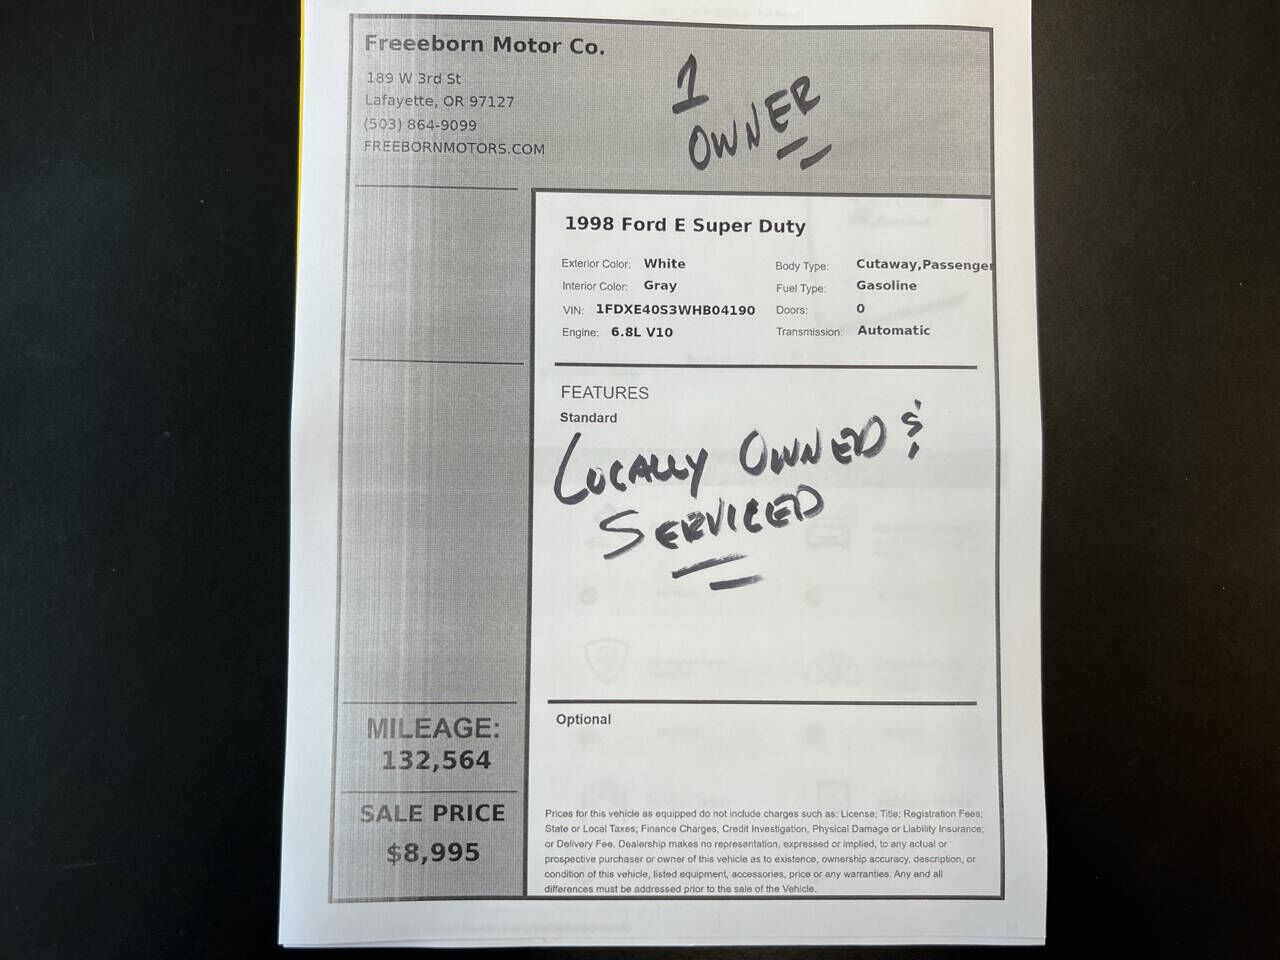 Freeeborn Motor Co.
189 W 3rd St
Lafayette, OR 97127
(503) 864-9099
FREEBORNMOTORS.COM
1
OWNER
1998 Ford E Super Duty
Exterior Color: White
Interior Color: Gray
VIN: 1FDXE40S3WHB04190
Engine: 6.8L V10
Body Type: Cutaway,Passenger
Fuel Type: Gasoline
Doors: 0
Transmission: Automatic
FEATURES
Standard
LOCALLY OWNED &
SERVICED
Optional
MILEAGE:
132,564
SALE PRICE
$8,995
Prices for this vehicle as equipped do not include charges such as: License; Title; Registration Fees;
State or Local Taxes; Finance Charges, Credit Investigation, Physical Damage or Liability Insurance;
or Delivery Fee. Dealership makes no representation, expressed or implied, to any actual or
prospective purchaser or owner of this vehicle as to existence, ownership accuracy, description, or
condition of this vehicle, listed equipment, accessories, price or any warranties. Any and all
differences must be addressed prior to the sale of the Vehicle.